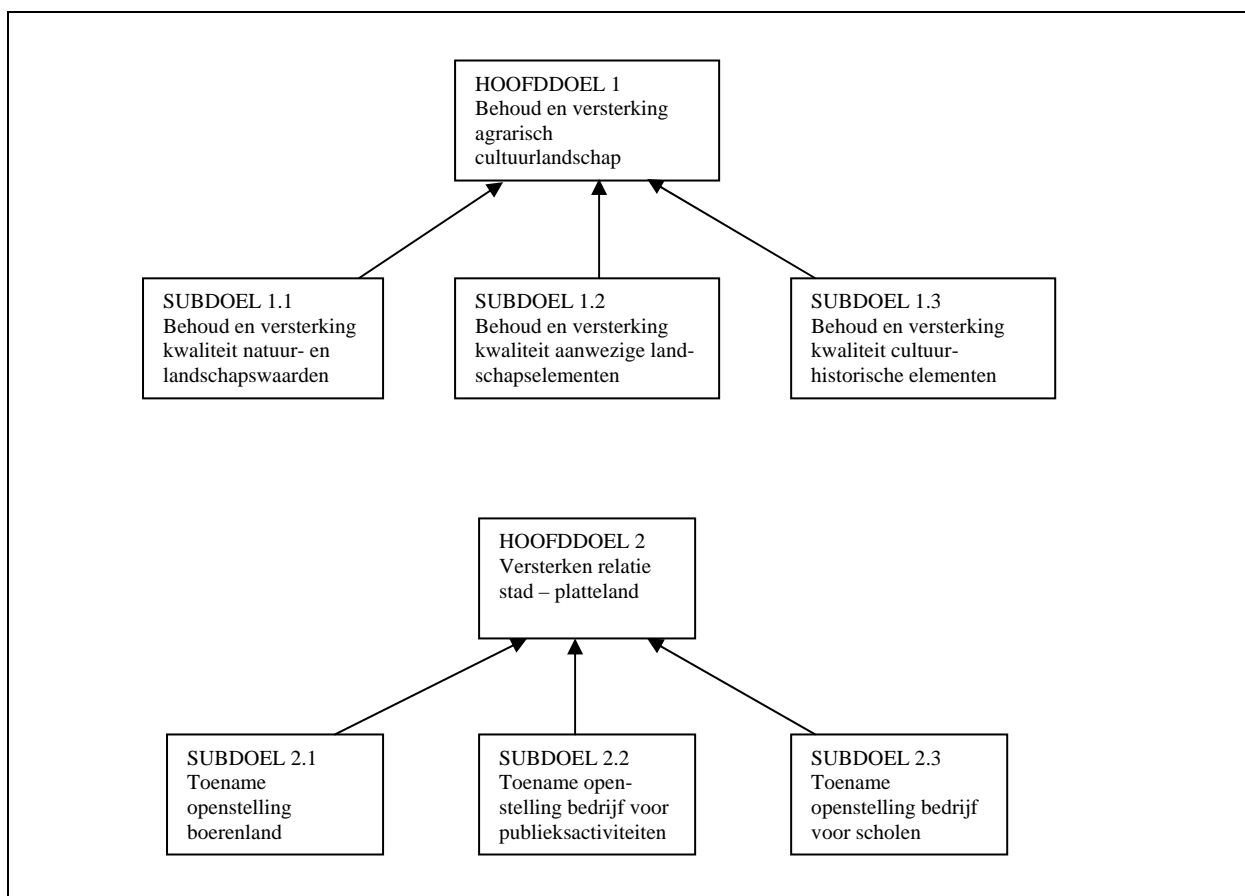 HOOFDDOEL 1
Behoud en versterking
agrarisch
cultuurlandschap
SUBDOEL 1.1
Behoud en versterking
kwaliteit natuur- en
landschapswaarden
SUBDOEL 1.2
Behoud en versterking
kwaliteit aanwezige land-
schapselementen
SUBDOEL 1.3
Behoud en versterking
kwaliteit cultuur-
historische elementen
HOOFDDOEL 2
Versterken relatie
stad – platteland
SUBDOEL 2.1
Toename
openstelling
boerenland
SUBDOEL 2.2
Toename open-
stelling bedrijf voor
publieksactiviteiten
SUBDOEL 2.3
Toename
openstelling bedrijf
voor scholen